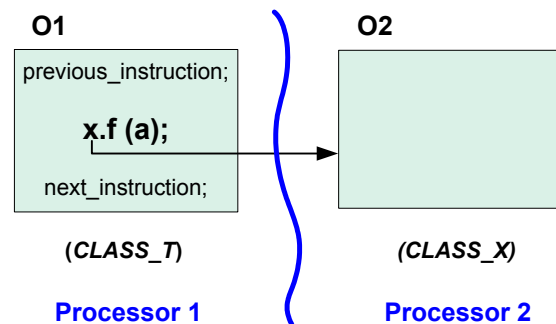 O1
O2
previous_instruction;
x.f (a);
next_instruction;
(CLASS_T)
(CLASS_X)
Processor 1
Processor 2